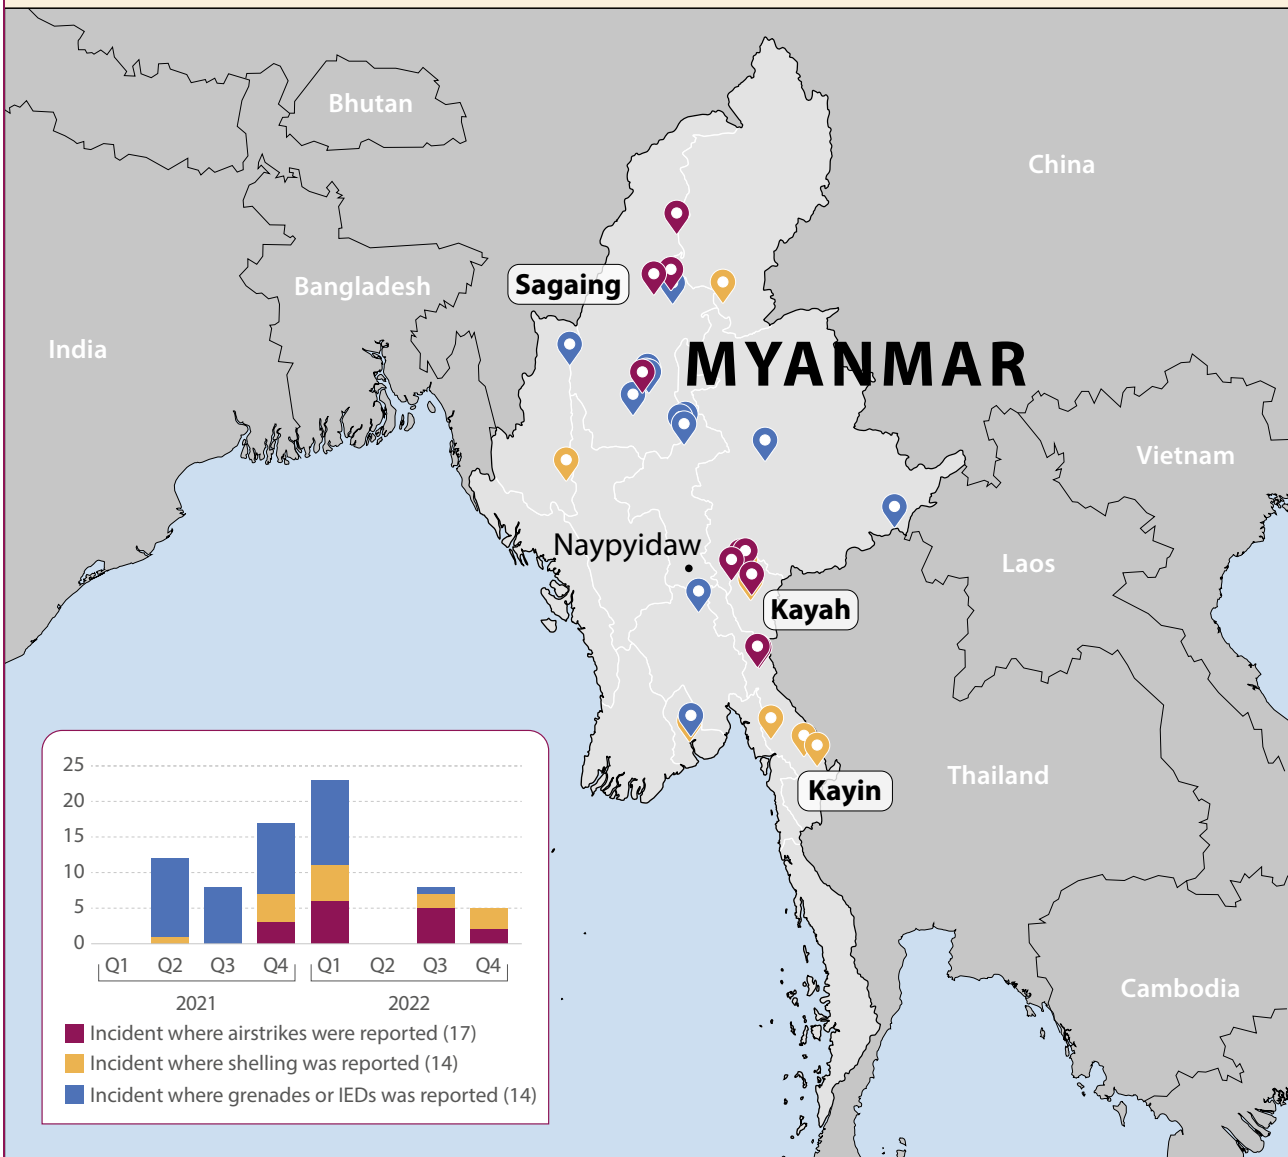 Bhutan
China
Sagaing
Bangladesh
India
MYANMAR
Vietnam
Naypyidaw
Laos
Kayah
Thailand
Kayin
Cambodia
25
20
15
10
5
0
Q1 Q2 Q3 Q4 Q1 Q2 Q3 Q4
2021 2022
Incident where airstrikes were reported (17)
Incident where shelling was reported (14)
Incident where grenades or IEDs was reported (14)